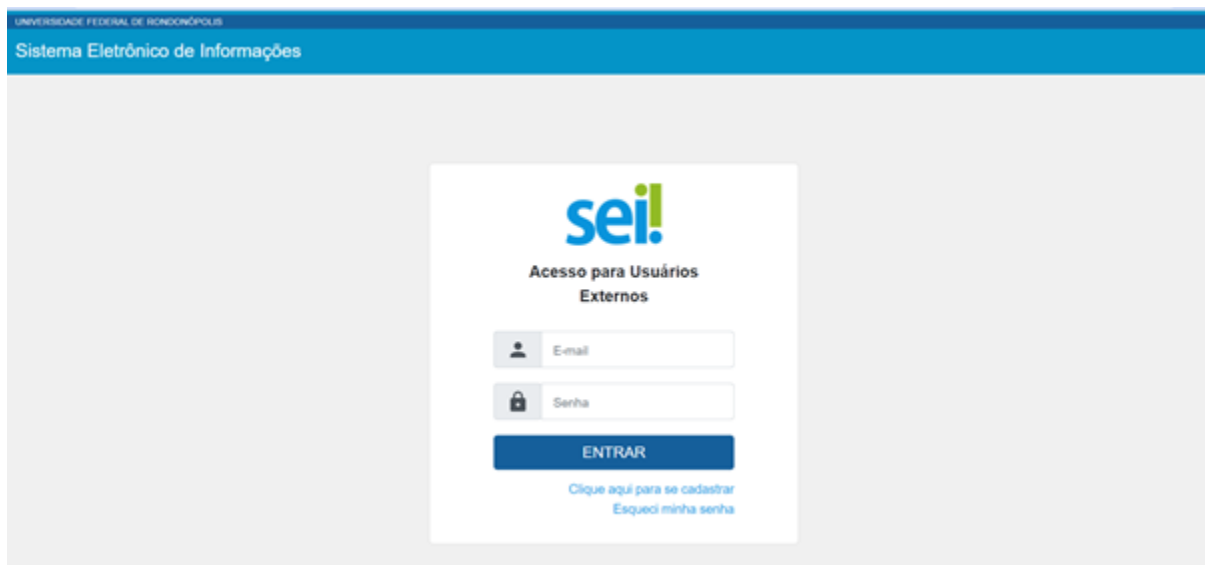 UNIVERSIDADE FEDERAL DE RONDONÓPOLIS
Sistema Eletrônico de Informações
sei!
Acesso para Usuários
Externos
E-mail
Senha
ENTRAR
Clique aqui para se cadastrar
Esqueci minha senha